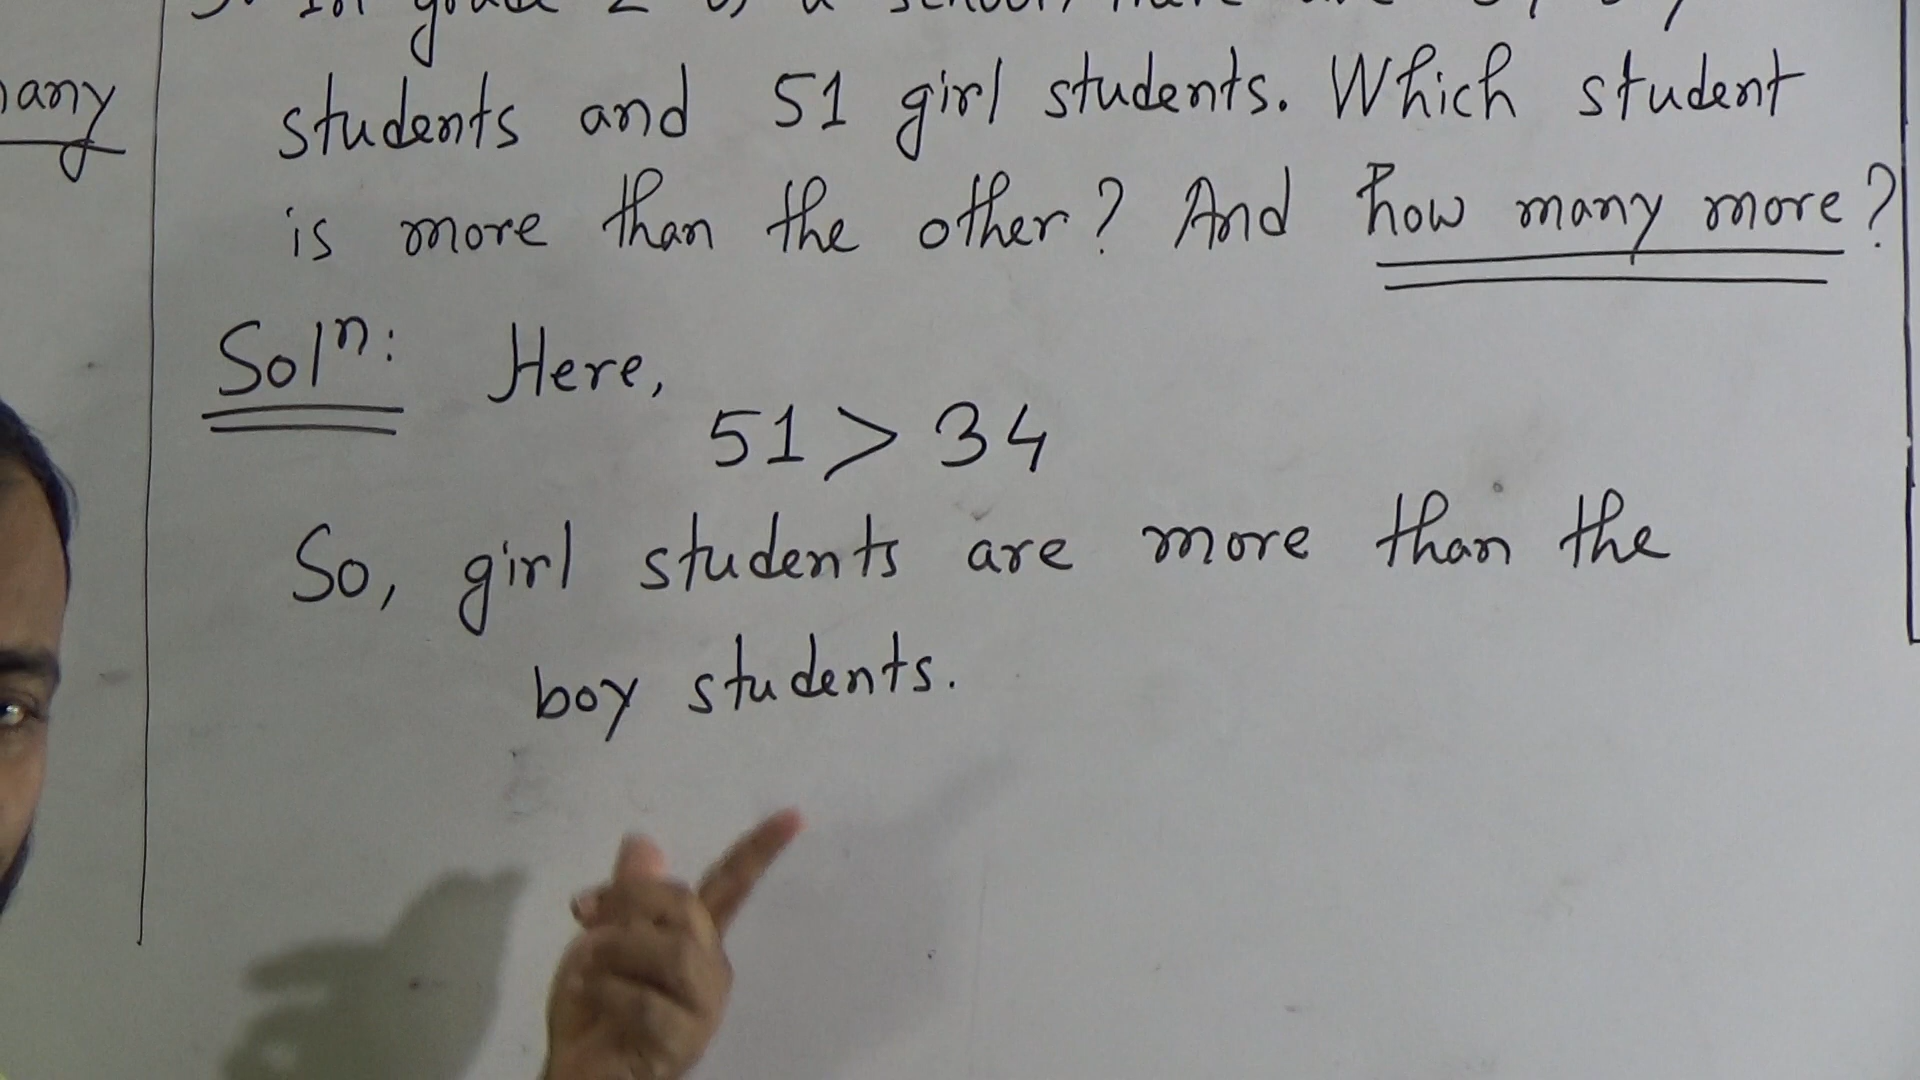 any
students and 51 girl students. Which student
is more than the other? And how many more?
Solⁿ: Here,
51 > 34
So, girl students are more than the
boy students.